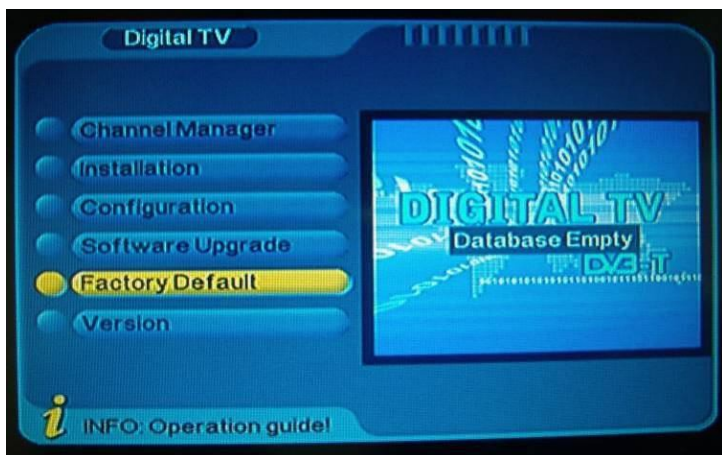 Digital TV
Channel Manager
Installation
Configuration
Software Upgrade
Factory Default
Version
DIGITAL TV
Database Empty
DVB-T
INFO: Operation guide!